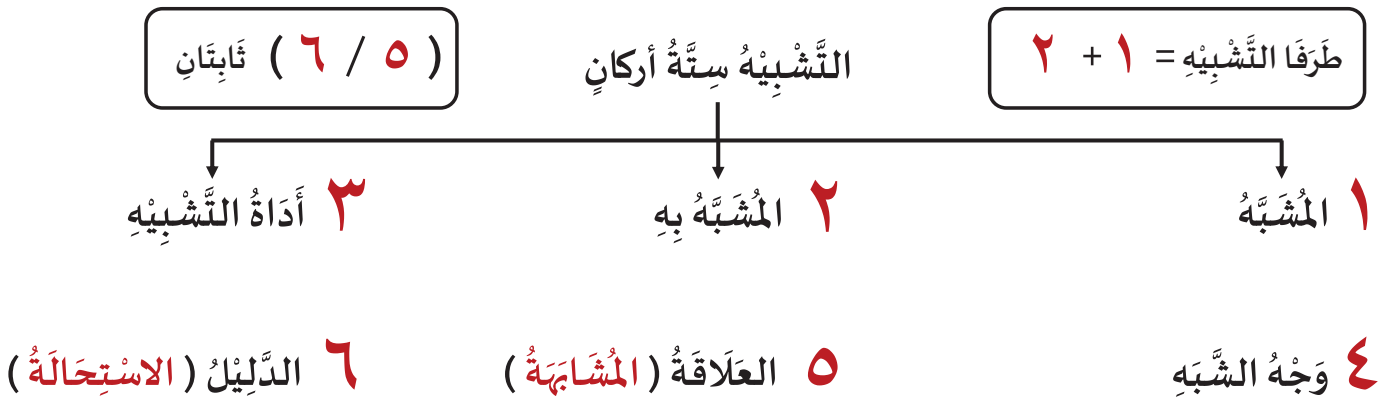 طَرَفَا التَّشْبِيْهِ = ١ + ٢
التَّشْبِيْهُ سِتَّةُ أركانٍ
( ٥ / ٦ ) ثَابِتَانِ
١ المُشَبَّهُ
٢ المُشَبَّهُ بِهِ
٣ أَدَاةُ التَّشْبِيْهِ
٤ وَجْهُ الشَّبَهِ
٥ العَلَاقَةُ ( المُشَابَهَةُ )
٦ الدَّلِيْلُ ( الاسْتِحَالَةُ )